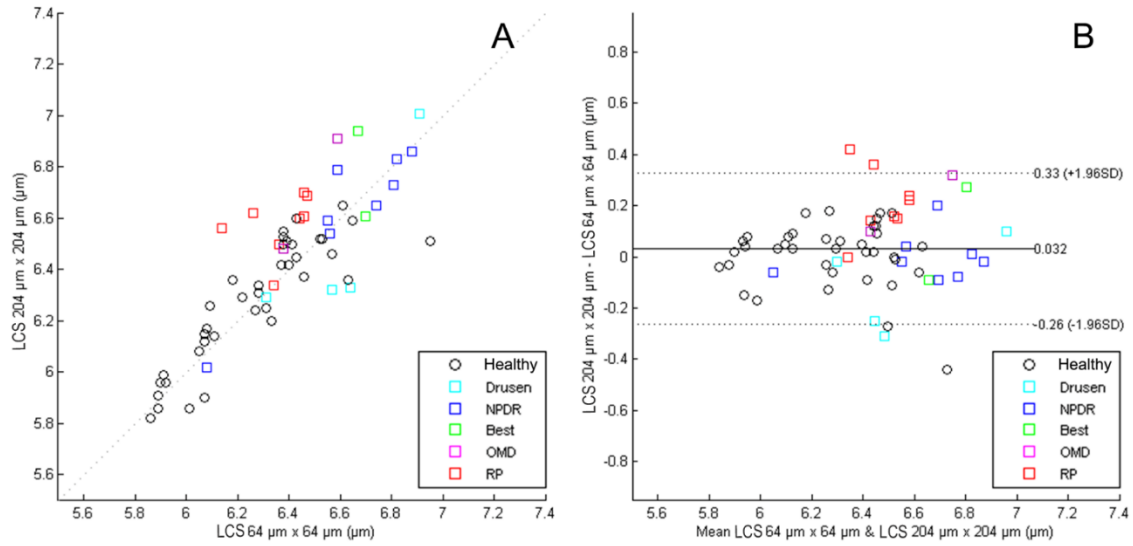 A
7.4
7.2
7
6.8
6.6
6.4
6.2
6
5.8
5.6
LCS 204 µm x 204 µm (µm)
5.6 5.8 6 6.2 6.4 6.6 6.8 7 7.2 7.4
LCS 64 µm x 64 µm (µm)
Healthy
Drusen
NPDR
Best
OMD
RP
B
0.8
0.6
0.4
0.2
0
-0.2
-0.4
-0.6
-0.8
LCS 204 µm x 204 µm - LCS 64 µm x 64 µm (µm)
0.33 (+1.96SD)
0.032
-0.26 (-1.96SD)
5.6 5.8 6 6.2 6.4 6.6 6.8 7 7.2 7.4
Mean LCS 64 µm x 64 µm & LCS 204 µm x 204 µm (µm)
Healthy
Drusen
NPDR
Best
OMD
RP